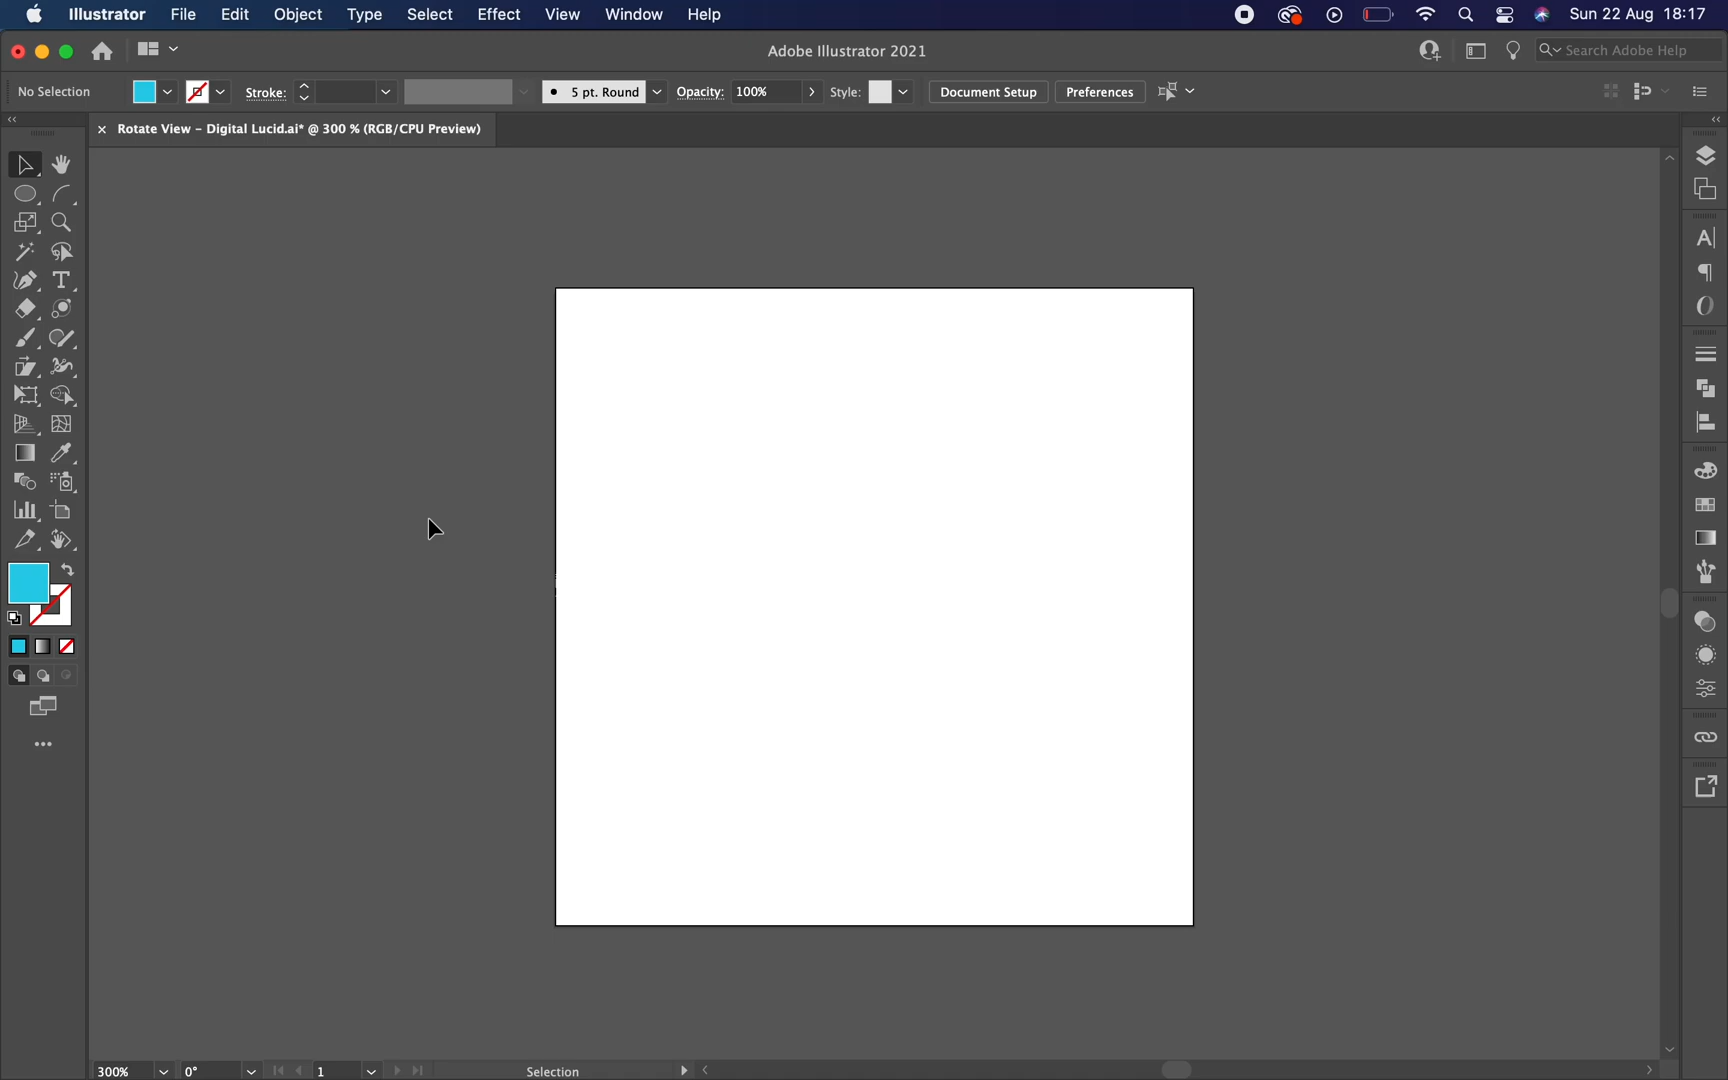 Illustrator File Edit Object Type Select Effect View Window Help Sun 22 Aug 18:17
Adobe Illustrator 2021 Search Adobe Help
No Selection Stroke: 5 pt. Round Opacity: 100% Style: Document Setup Preferences
× Rotate View - Digital Lucid.ai* @ 300 % (RGB/CPU Preview)
300% 0° 1 Selection